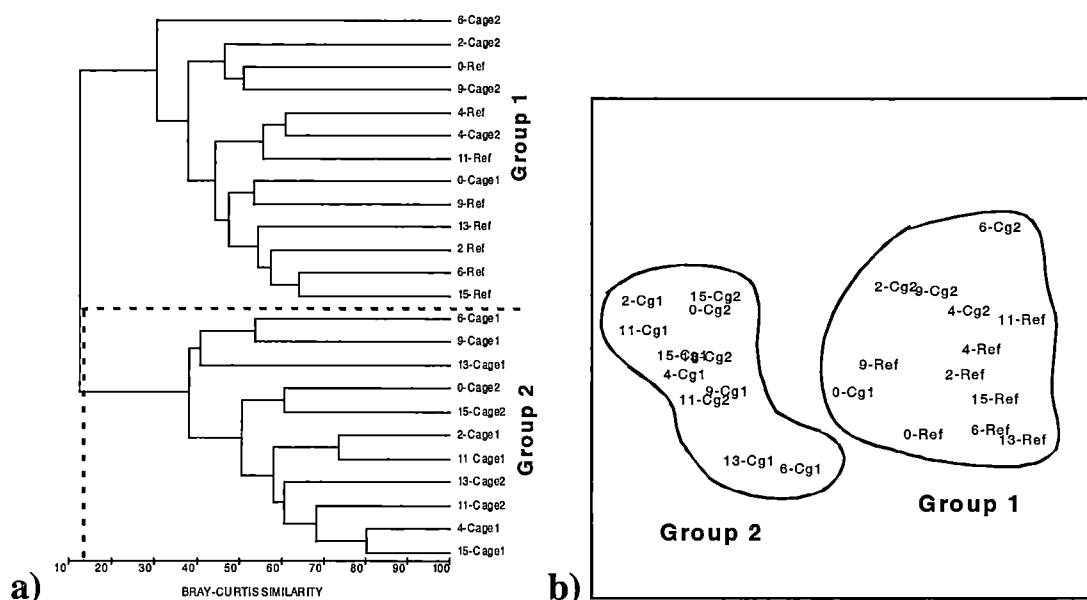 6-Cage2
2-Cage2
0-Ref
9-Cage2
4-Ref
4-Cage2
11-Ref
0-Cage1
9-Ref
13-Ref
2 Ref
6-Ref
15-Ref
Group 1
6-Cage1
9-Cage1
13-Cage1
0-Cage2
15-Cage2
2-Cage1
11 Cage1
13-Cage2
11-Cage2
4-Cage1
15-Cage1
Group 2
10 20 30 40 50 60 70 80 90 100
BRAY-CURTIS SIMILARITY
a)
6-Cg2
2-Cg2
9-Cg2
4-Cg2
11-Ref
4-Ref
9-Ref
2-Ref
0-Cg1
15-Ref
0-Ref
6-Ref
13-Ref
Group 1
2-Cg1
15-Cg2
0-Cg2
11-Cg1
15-Cg1
4-Cg1
9-Cg1
11-Cg2
13-Cg1
6-Cg1
Group 2
b)